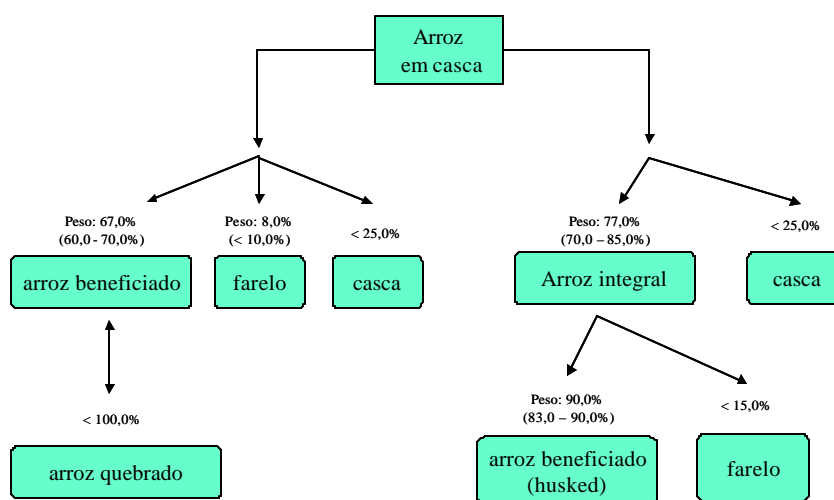 Arroz
em casca
Peso: 67,0%
(60,0- 70,0%)
Peso: 8,0%
(< 10,0%)
< 25,0%
Peso: 77,0%
(70,0 – 85,0%)
< 25,0%
arroz beneficiado
farelo
casca
Arroz integral
casca
< 100,0%
Peso: 90,0%
(83,0 – 90,0%)
< 15,0%
arroz quebrado
arroz beneficiado
(husked)
farelo